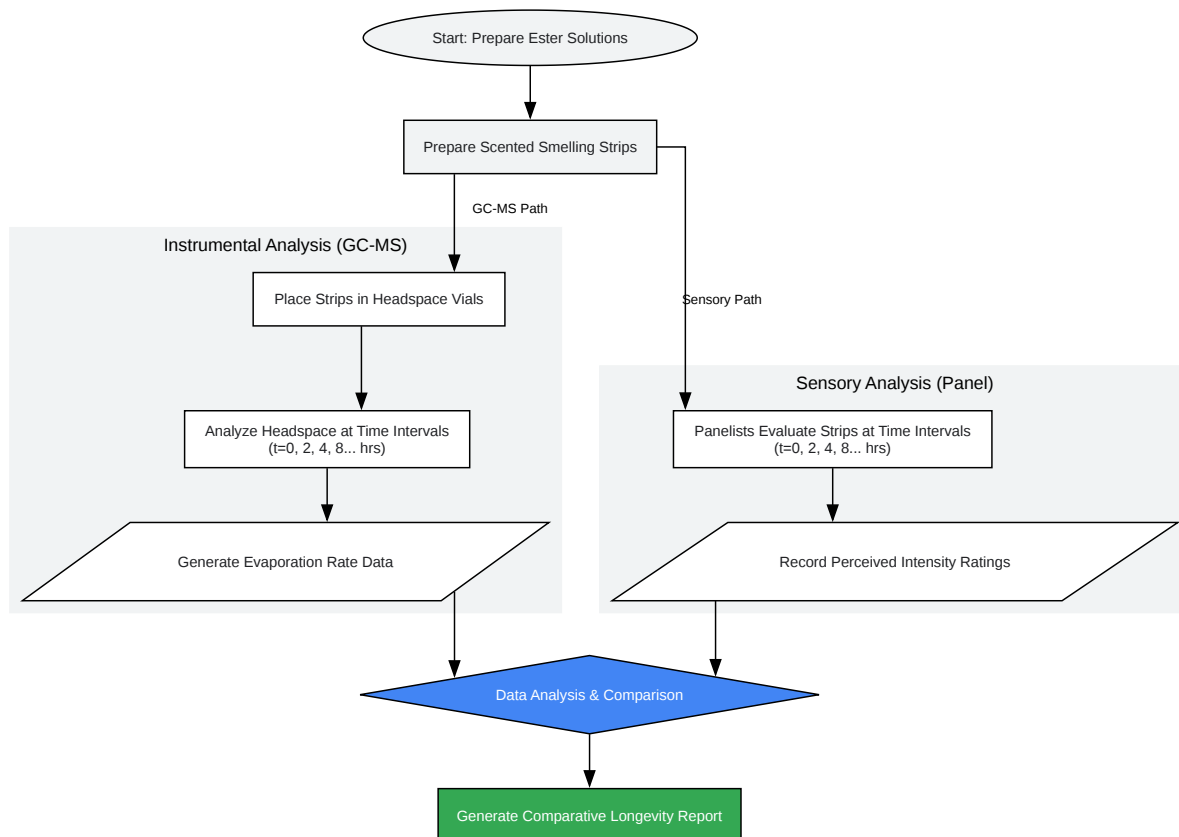 Start: Prepare Ester Solutions
Prepare Scented Smelling Strips
GC-MS Path
Instrumental Analysis (GC-MS)
Place Strips in Headspace Vials
Sensory Path
Sensory Analysis (Panel)
Analyze Headspace at Time Intervals
(t=0, 2, 4, 8... hrs)
Panelists Evaluate Strips at Time Intervals
(t=0, 2, 4, 8... hrs)
Generate Evaporation Rate Data
Record Perceived Intensity Ratings
Data Analysis & Comparison
Generate Comparative Longevity Report